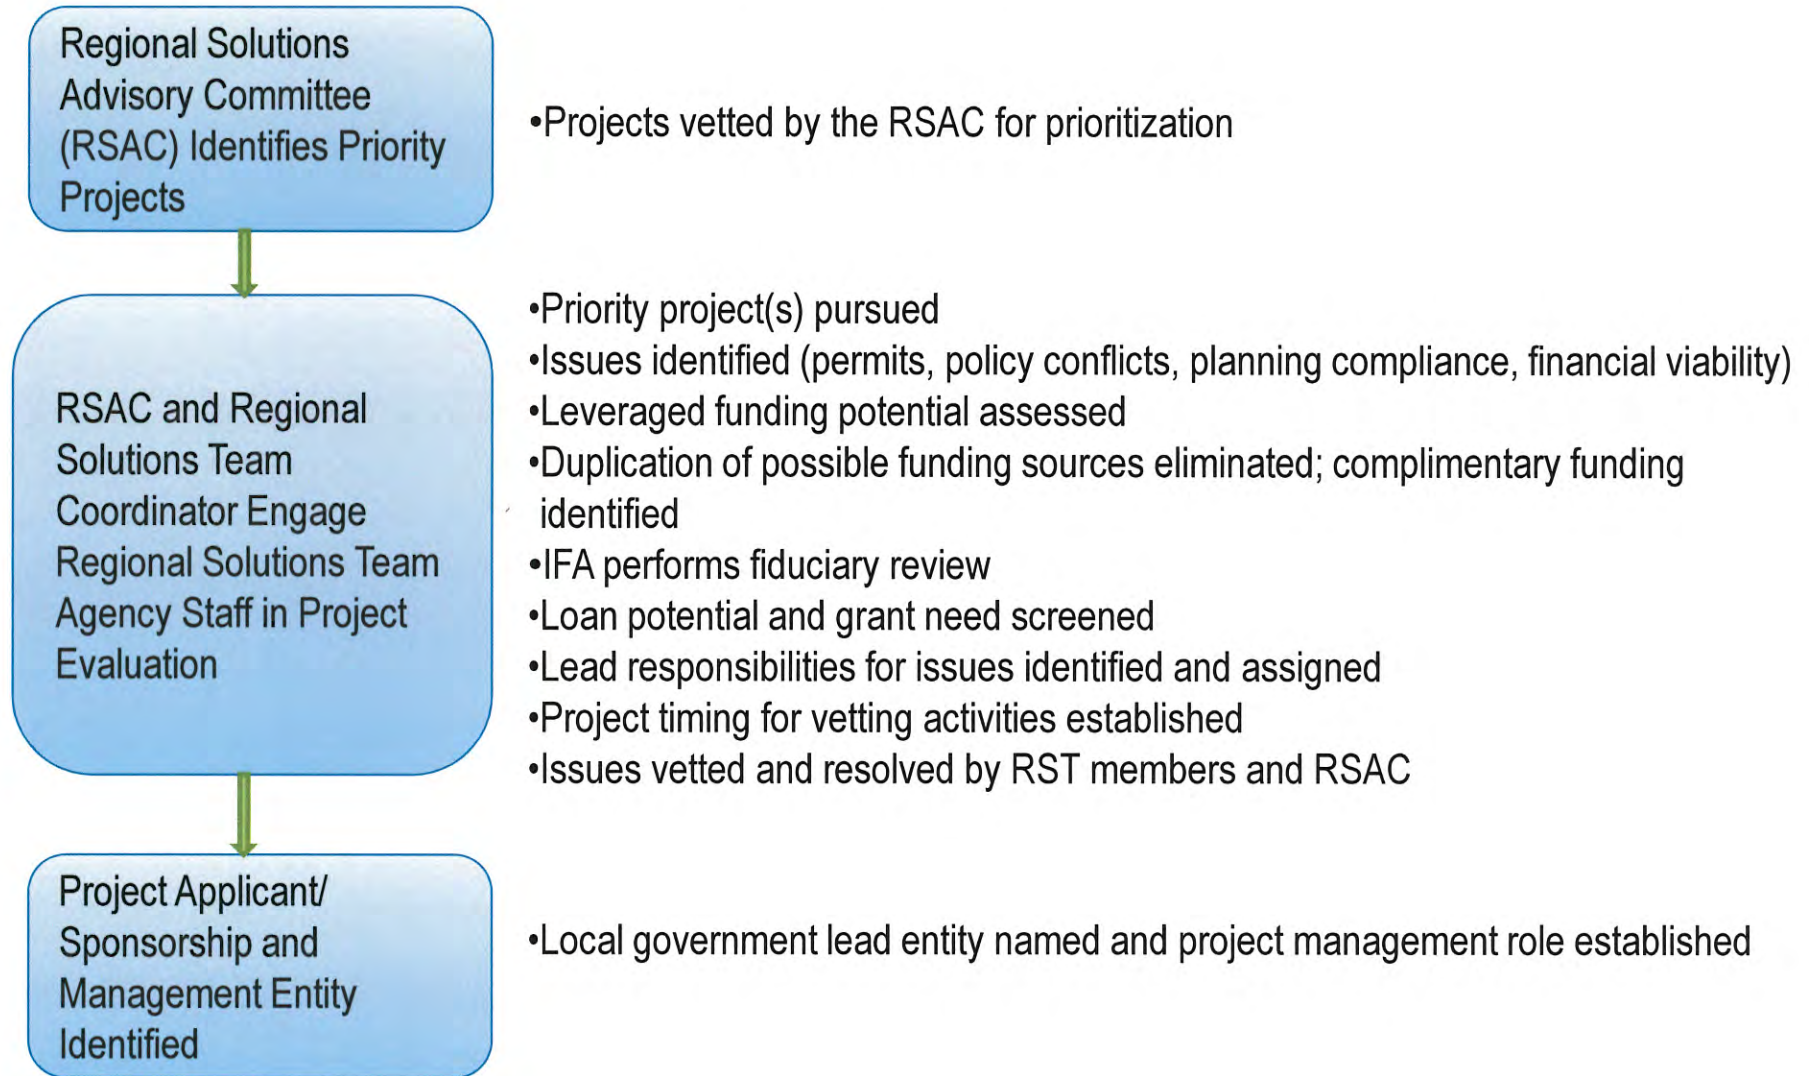 Regional Solutions
Advisory Committee
(RSAC) Identifies Priority
Projects
•Projects vetted by the RSAC for prioritization
RSAC and Regional
Solutions Team
Coordinator Engage
Regional Solutions Team
Agency Staff in Project
Evaluation
•Priority project(s) pursued
•Issues identified (permits, policy conflicts, planning compliance, financial viability)
•Leveraged funding potential assessed
•Duplication of possible funding sources eliminated; complimentary funding
identified
•IFA performs fiduciary review
•Loan potential and grant need screened
•Lead responsibilities for issues identified and assigned
•Project timing for vetting activities established
•Issues vetted and resolved by RST members and RSAC
Project Applicant/
Sponsorship and
Management Entity
Identified
•Local government lead entity named and project management role established